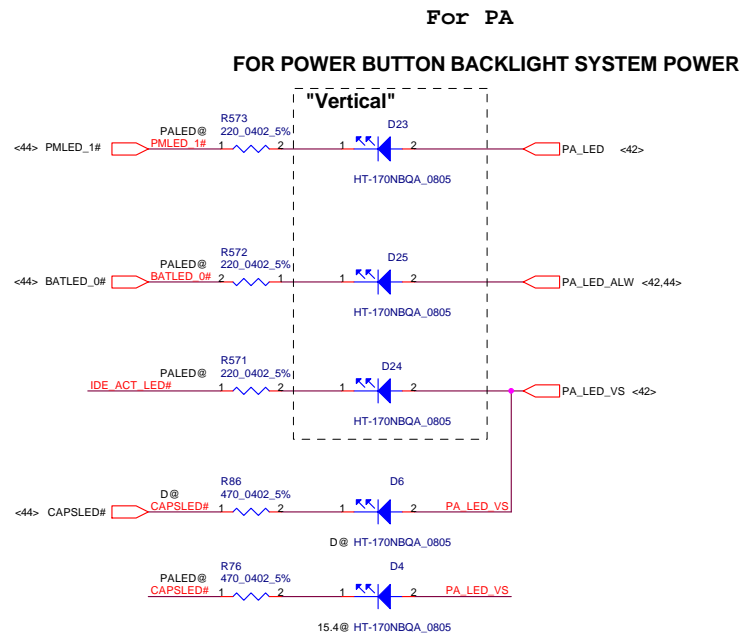 For PA
FOR POWER BUTTON BACKLIGHT SYSTEM POWER
"Vertical"
R573
PALED@ 220_0402_5%
D23
<44> PMLED_1# PMLED_1# 1 2 1 2 PA_LED <42>
HT-170NBQA_0805
R572
PALED@ 220_0402_5%
D25
<44> BATLED_0# BATLED_0# 2 1 1 2 PA_LED_ALW <42,44>
HT-170NBQA_0805
R571
PALED@ 220_0402_5%
D24
IDE_ACT_LED# 1 2 1 2 PA_LED_VS <42>
HT-170NBQA_0805
R86
D@ 470_0402_5%
D6
<44> CAPSLED# CAPSLED# 1 2 1 2 PA_LED_VS
D@ HT-170NBQA_0805
R76
PALED@ 470_0402_5%
D4
CAPSLED# 1 2 1 2 PA_LED_VS
15.4@ HT-170NBQA_0805